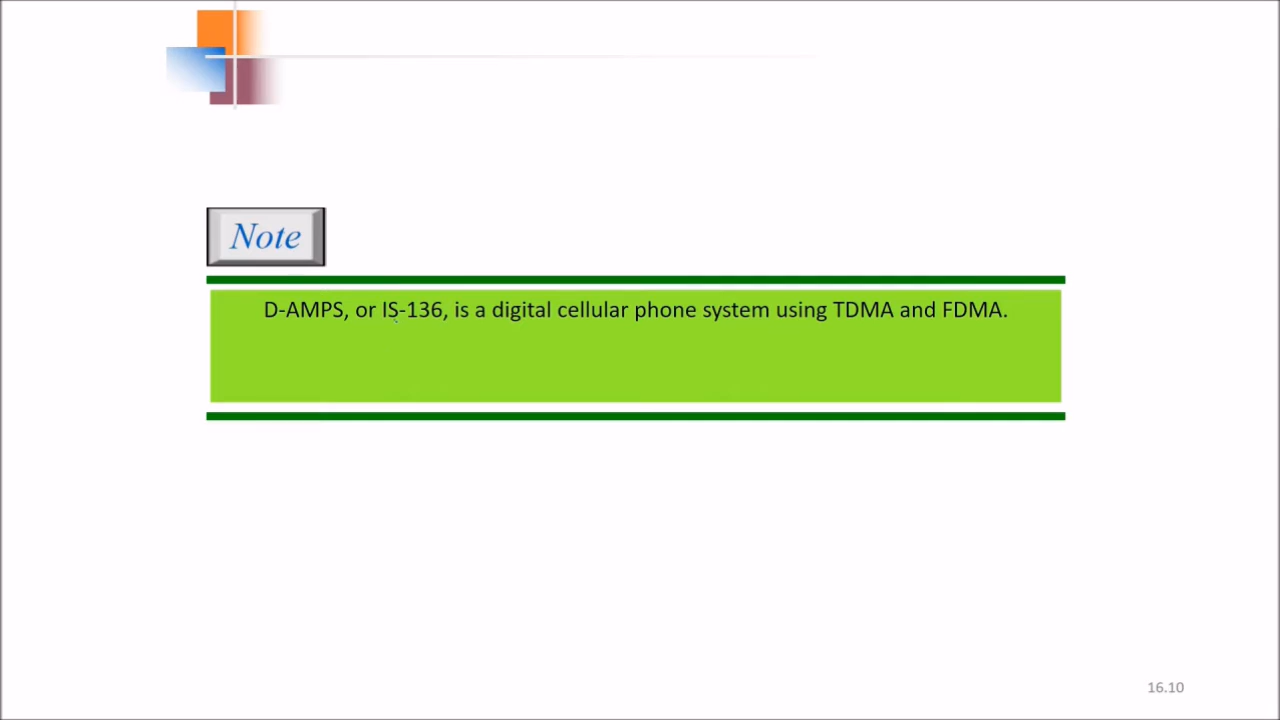 Note
D-AMPS, or IS-136, is a digital cellular phone system using TDMA and FDMA.
16.10